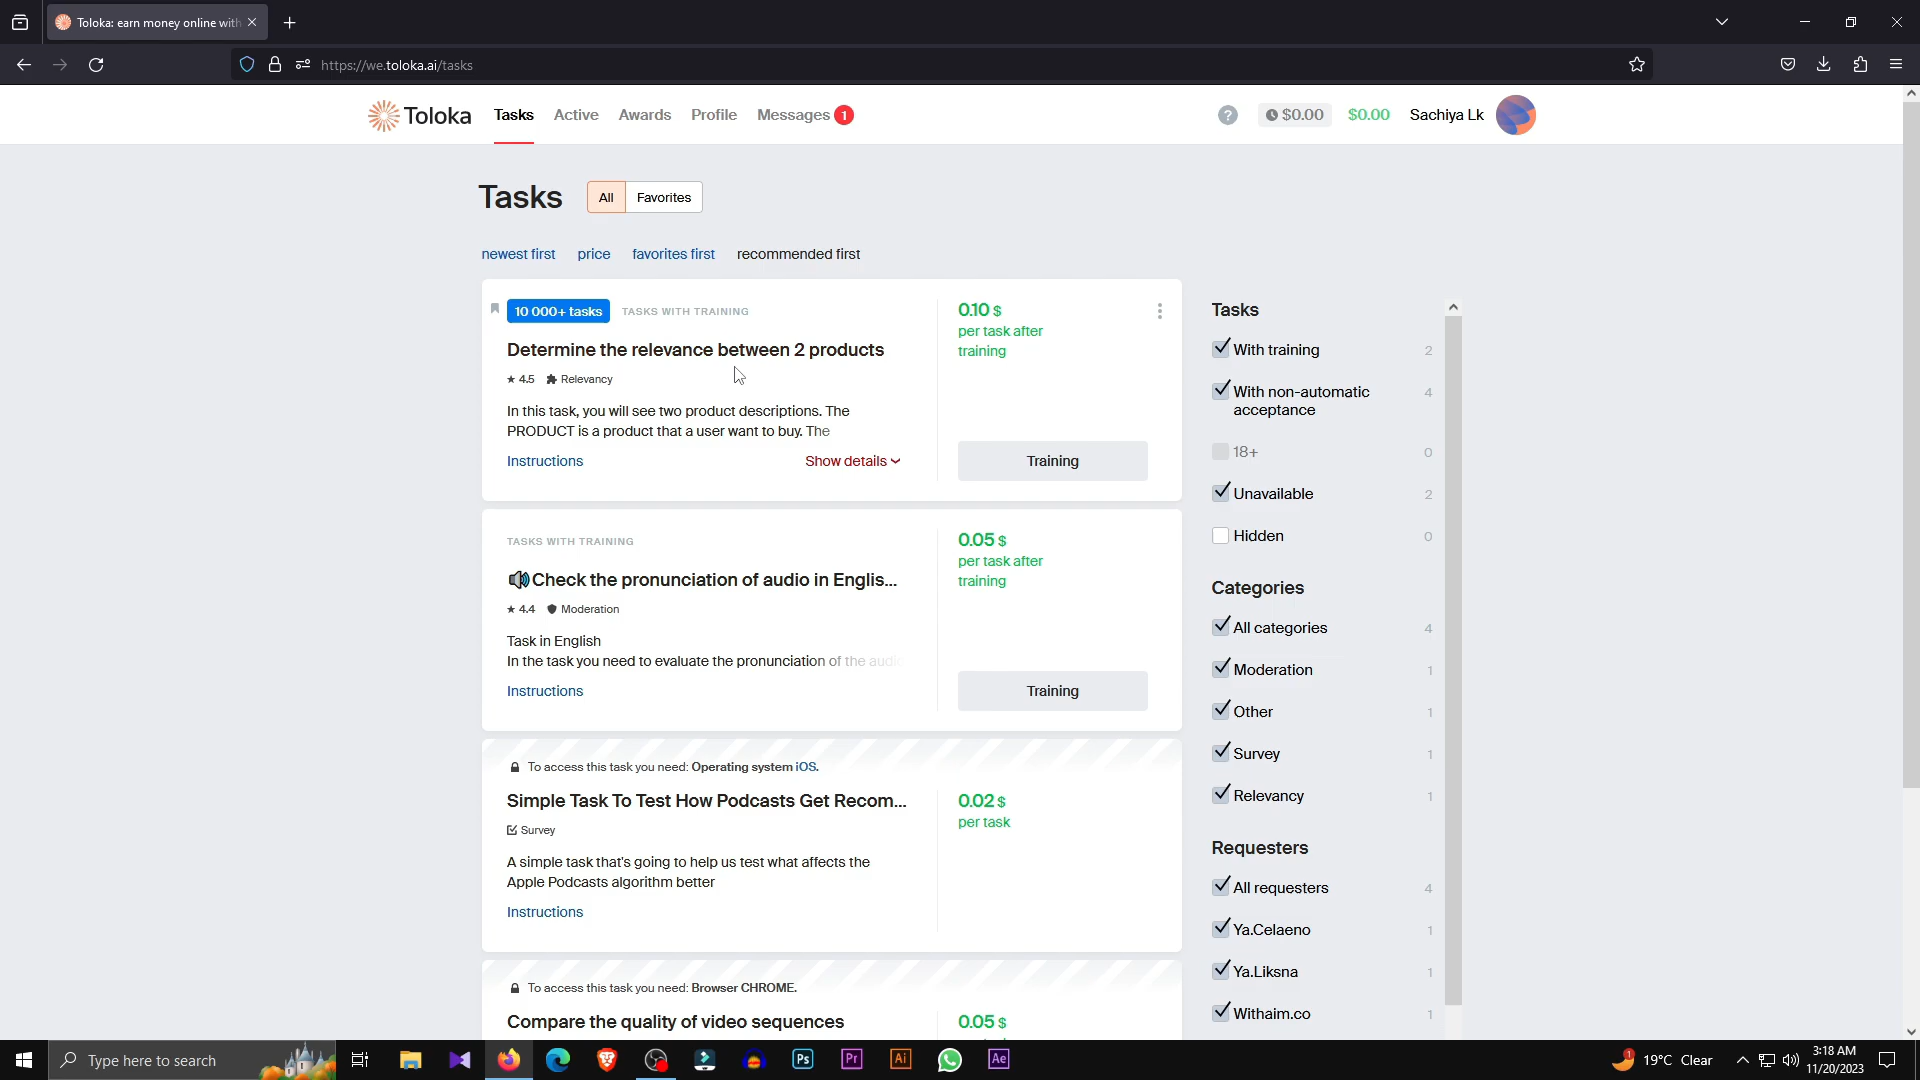 Toloka: earn money online with
https://we.toloka.ai/tasks
Toloka
Tasks
Active
Awards
Profile
Messages 1
?
$0.00
$0.00
Sachiya Lk
Tasks
All
Favorites
newest first
price
favorites first
recommended first
10 000+ tasks
TASKS WITH TRAINING
Determine the relevance between 2 products
4.5
Relevancy
In this task, you will see two product descriptions. The
PRODUCT is a product that a user want to buy. The
Instructions
Show details
0.10 $
per task after
training
Training
TASKS WITH TRAINING
Check the pronunciation of audio in Englis...
4.4
Moderation
Task in English
In the task you need to evaluate the pronunciation of the audio
Instructions
0.05 $
per task after
training
Training
To access this task you need: Operating system iOS.
Simple Task To Test How Podcasts Get Recom...
Survey
A simple task that's going to help us test what affects the
Apple Podcasts algorithm better
Instructions
0.02 $
per task
To access this task you need: Browser CHROME.
Compare the quality of video sequences
0.05 $
Tasks
With training 2
With non-automatic
acceptance 4
18+ 0
Unavailable 2
Hidden 0
Categories
All categories 4
Moderation 1
Other 1
Survey 1
Relevancy 1
Requesters
All requesters 4
Ya.Celaeno 1
Ya.Liksna 1
Withaim.co 1
Type here to search
Ps
Pr
Ai
Ae
1
19°C Clear
3:18 AM
11/20/2023